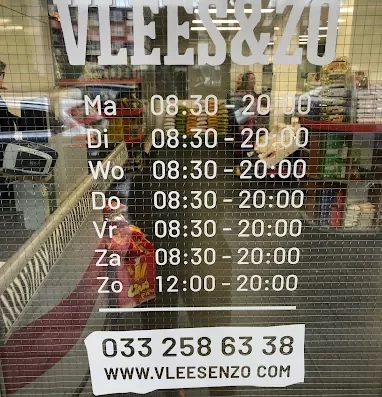 VLEES&ZO
Ma 08:30 - 20:00
Di 08:30 - 20:00
Wo 08:30 - 20:00
Do 08:30 - 20:00
Vr 08:30 - 20:00
Za 08:30 - 20:00
Zo 12:00 - 20:00
033 258 63 38
WWW.VLEESENZO COM